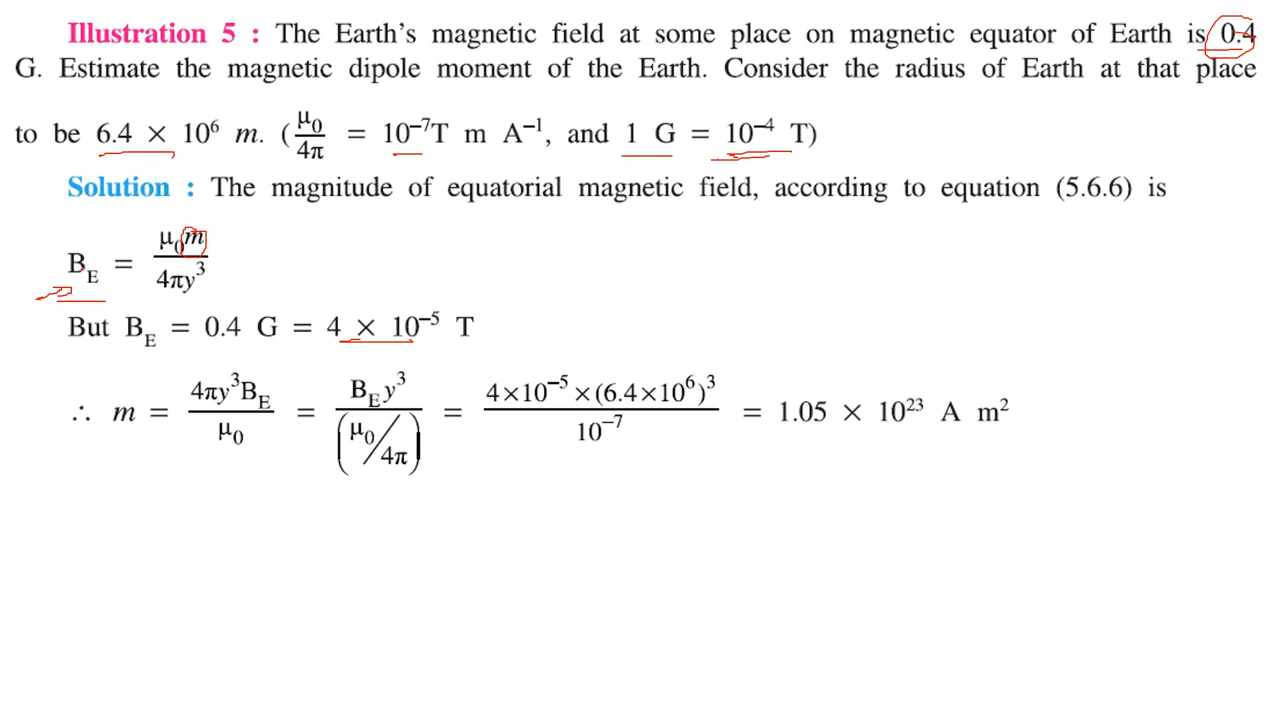 Illustration 5 : The Earth's magnetic field at some place on magnetic equator of Earth is 0.4
G. Estimate the magnetic dipole moment of the Earth. Consider the radius of Earth at that place
to be 6.4 × 10⁶ m. (μ₀/4π = 10⁻⁷T m A⁻¹, and 1 G = 10⁻⁴ T)
Solution : The magnitude of equatorial magnetic field, according to equation (5.6.6) is
B_E = μ₀m/4πy³
But B_E = 0.4 G = 4 × 10⁻⁵ T
∴ m = 4πy³B_E/μ₀ = B_E y³/(μ₀/4π) = 4×10⁻⁵×(6.4×10⁶)³/10⁻⁷ = 1.05 × 10²³ A m²